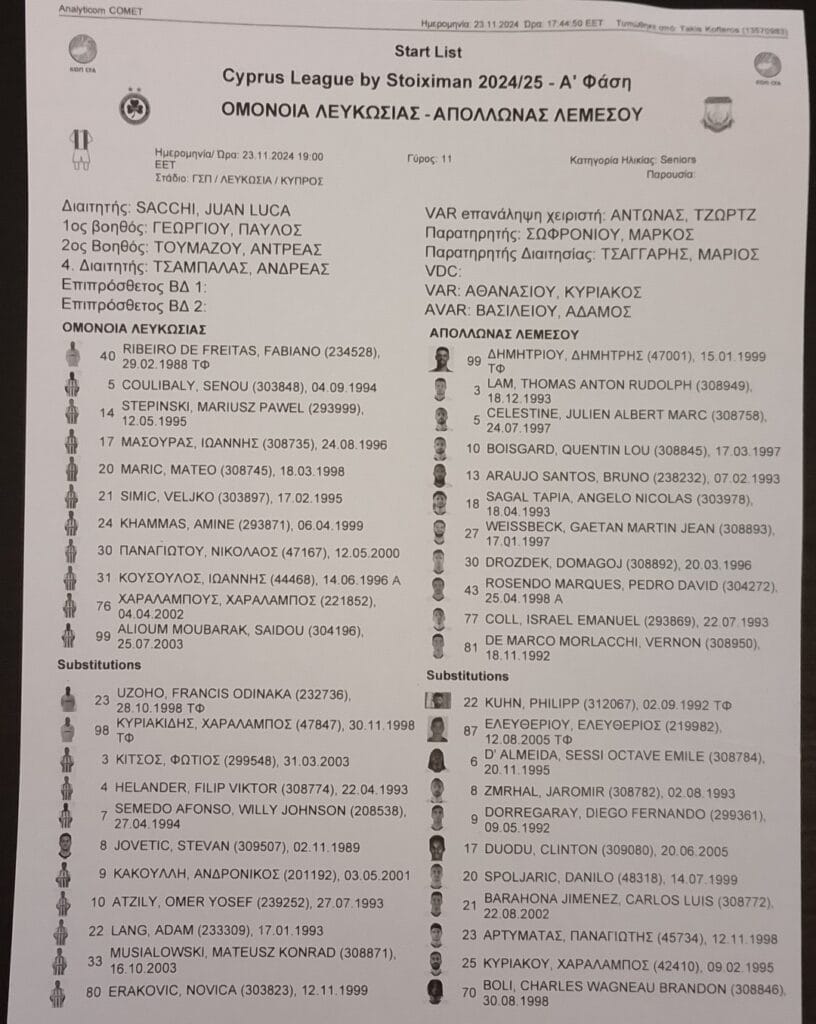 Analyticom COMET
Ημερομηνία: 23.11.2024 Ώρα: 17:44:50 EET Τυπώθηκε από: Takis Kofteros (13570983)
ΚΟΠ CFA
ΚΟΠ CFA
Start List
Cyprus League by Stoiximan 2024/25 - Α' Φάση
ΟΜΟΝΟΙΑ ΛΕΥΚΩΣΙΑΣ - ΑΠΟΛΛΩΝΑΣ ΛΕΜΕΣΟΥ
Ημερομηνία/ Ώρα: 23.11.2024 19:00
EET
Στάδιο: ΓΣΠ / ΛΕΥΚΩΣΙΑ / ΚΥΠΡΟΣ
Γύρος: 11
Κατηγορία Ηλικίας: Seniors
Παρουσία:
Διαιτητής: SACCHI, JUAN LUCA
1ος βοηθός: ΓΕΩΡΓΙΟΥ, ΠΑΥΛΟΣ
2ος Βοηθός: ΤΟΥΜΑΖΟΥ, ΑΝΤΡΕΑΣ
4. Διαιτητής: ΤΣΑΜΠΑΛΑΣ, ΑΝΔΡΕΑΣ
Επιπρόσθετος ΒΔ 1:
Επιπρόσθετος ΒΔ 2:
VAR επανάληψη χειριστή: ΑΝΤΩΝΑΣ, ΤΖΩΡΤΖ
Παρατηρητής: ΣΩΦΡΟΝΙΟΥ, ΜΑΡΚΟΣ
Παρατηρητής Διαιτησίας: ΤΣΑΓΓΑΡΗΣ, ΜΑΡΙΟΣ
VDC:
VAR: ΑΘΑΝΑΣΙΟΥ, ΚΥΡΙΑΚΟΣ
AVAR: ΒΑΣΙΛΕΙΟΥ, ΑΔΑΜΟΣ
ΟΜΟΝΟΙΑ ΛΕΥΚΩΣΙΑΣ
40 RIBEIRO DE FREITAS, FABIANO (234528),
29.02.1988 ΤΦ
5 COULIBALY, SENOU (303848), 04.09.1994
14 STEPINSKI, MARIUSZ PAWEL (293999),
12.05.1995
17 ΜΑΣΟΥΡΑΣ, ΙΩΑΝΝΗΣ (308735), 24.08.1996
20 MARIC, MATEO (308745), 18.03.1998
21 SIMIC, VELJKO (303897), 17.02.1995
24 KHAMMAS, AMINE (293871), 06.04.1999
30 ΠΑΝΑΓΙΩΤΟΥ, ΝΙΚΟΛΑΟΣ (47167), 12.05.2000
31 ΚΟΥΣΟΥΛΟΣ, ΙΩΑΝΝΗΣ (44468), 14.06.1996 Α
76 ΧΑΡΑΛΑΜΠΟΥΣ, ΧΑΡΑΛΑΜΠΟΣ (221852),
04.04.2002
99 ALIOUM MOUBARAK, SAIDOU (304196),
25.07.2003
Substitutions
23 UZOHO, FRANCIS ODINAKA (232736),
28.10.1998 ΤΦ
98 ΚΥΡΙΑΚΙΔΗΣ, ΧΑΡΑΛΑΜΠΟΣ (47847), 30.11.1998
ΤΦ
3 ΚΙΤΣΟΣ, ΦΩΤΙΟΣ (299548), 31.03.2003
4 HELANDER, FILIP VIKTOR (308774), 22.04.1993
7 SEMEDO AFONSO, WILLY JOHNSON (208538),
27.04.1994
8 JOVETIC, STEVAN (309507), 02.11.1989
9 ΚΑΚΟΥΛΛΗ, ΑΝΔΡΟΝΙΚΟΣ (201192), 03.05.2001
10 ATZILY, OMER YOSEF (239252), 27.07.1993
22 LANG, ADAM (233309), 17.01.1993
33 MUSIALOWSKI, MATEUSZ KONRAD (308871),
16.10.2003
80 ERAKOVIC, NOVICA (303823), 12.11.1999
ΑΠΟΛΛΩΝΑΣ ΛΕΜΕΣΟΥ
99 ΔΗΜΗΤΡΙΟΥ, ΔΗΜΗΤΡΗΣ (47001), 15.01.1999
ΤΦ
3 LAM, THOMAS ANTON RUDOLPH (308949),
18.12.1993
5 CELESTINE, JULIEN ALBERT MARC (308758),
24.07.1997
10 BOISGARD, QUENTIN LOU (308845), 17.03.1997
13 ARAUJO SANTOS, BRUNO (238232), 07.02.1993
18 SAGAL TAPIA, ANGELO NICOLAS (303978),
18.04.1993
27 WEISSBECK, GAETAN MARTIN JEAN (308893),
17.01.1997
30 DROZDEK, DOMAGOJ (308892), 20.03.1996
43 ROSENDO MARQUES, PEDRO DAVID (304272),
25.04.1998 Α
77 COLL, ISRAEL EMANUEL (293869), 22.07.1993
81 DE MARCO MORLACCHI, VERNON (308950),
18.11.1992
Substitutions
22 KUHN, PHILIPP (312067), 02.09.1992 ΤΦ
87 ΕΛΕΥΘΕΡΙΟΥ, ΕΛΕΥΘΕΡΙΟΣ (219982),
12.08.2005 ΤΦ
6 D' ALMEIDA, SESSI OCTAVE EMILE (308784),
20.11.1995
8 ZMRHAL, JAROMIR (308782), 02.08.1993
9 DORREGARAY, DIEGO FERNANDO (299361),
09.05.1992
17 DUODU, CLINTON (309080), 20.06.2005
20 SPOLJARIC, DANILO (48318), 14.07.1999
21 BARAHONA JIMENEZ, CARLOS LUIS (308772),
22.08.2002
23 ΑΡΤΥΜΑΤΑΣ, ΠΑΝΑΓΙΩΤΗΣ (45734), 12.11.1998
25 ΚΥΡΙΑΚΟΥ, ΧΑΡΑΛΑΜΠΟΣ (42410), 09.02.1995
70 BOLI, CHARLES WAGNEAU BRANDON (308846),
30.08.1998